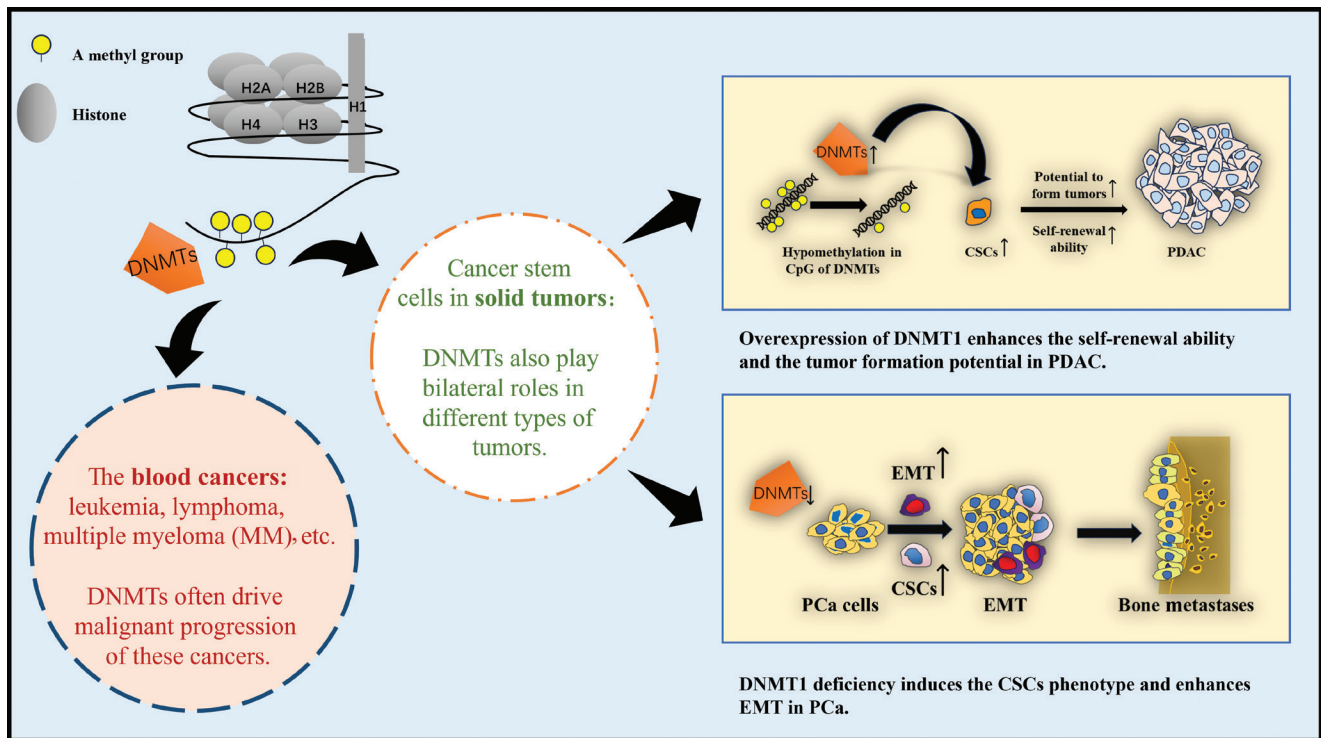 A methyl group
Histone
H2A
H2B
H1
H4
H3
DNMTs
The blood cancers:
leukemia, lymphoma,
multiple myeloma (MM), etc.
DNMTs often drive
malignant progression
of these cancers.
Cancer stem
cells in solid tumors:
DNMTs also play
bilateral roles in
different types of
tumors.
DNMTs↑
Hypomethylation in
CpG of DNMTs
CSCs↑
Potential to
form tumors↑
Self-renewal↑
ability
PDAC
Overexpression of DNMT1 enhances the self-renewal ability
and the tumor formation potential in PDAC.
DNMTs↓
PCa cells
EMT↑
CSCs↑
EMT
Bone metastases
DNMT1 deficiency induces the CSCs phenotype and enhances
EMT in PCa.